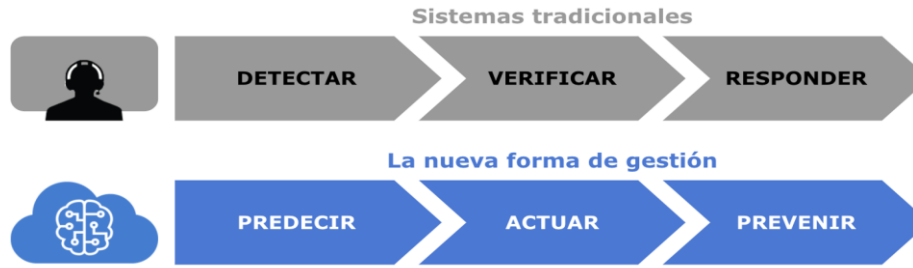 Sistemas tradicionales
DETECTAR VERIFICAR RESPONDER
La nueva forma de gestión
PREDECIR ACTUAR PREVENIR